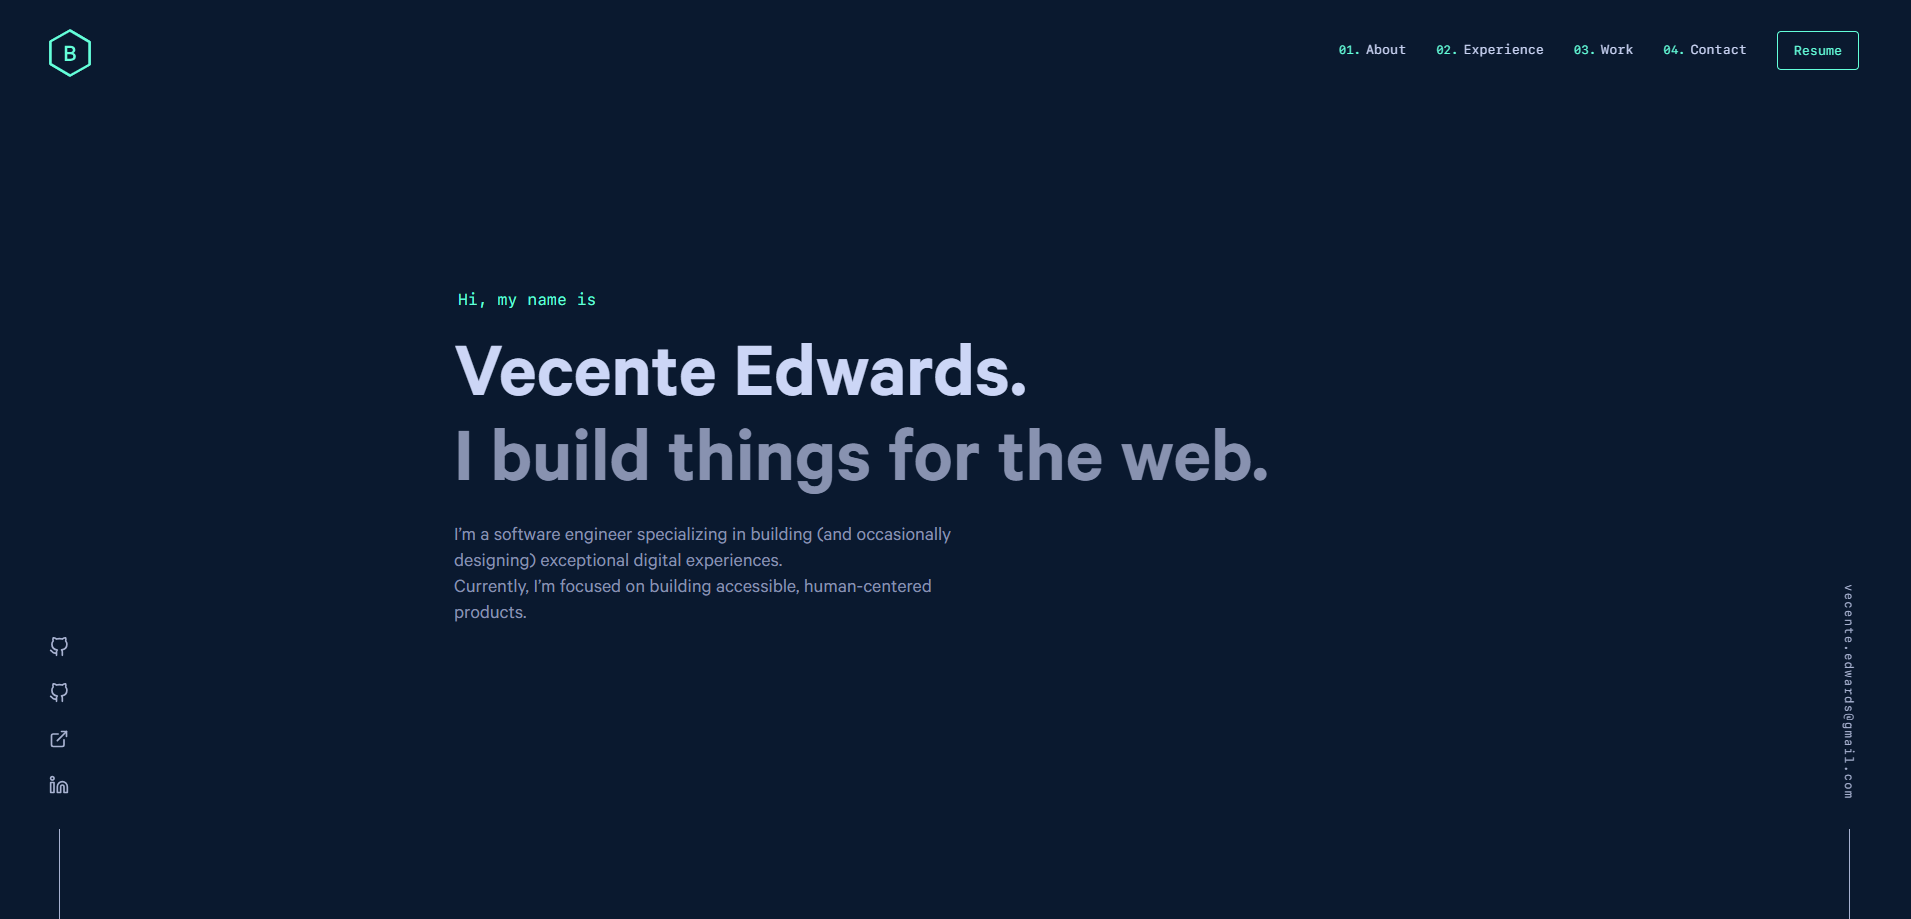 B
01. About 02. Experience 03. Work 04. Contact Resume
Hi, my name is
Vecente Edwards.
I build things for the web.
I'm a software engineer specializing in building (and occasionally
designing) exceptional digital experiences.
Currently, I'm focused on building accessible, human-centered
products.
vecente.edwards@gmail.com